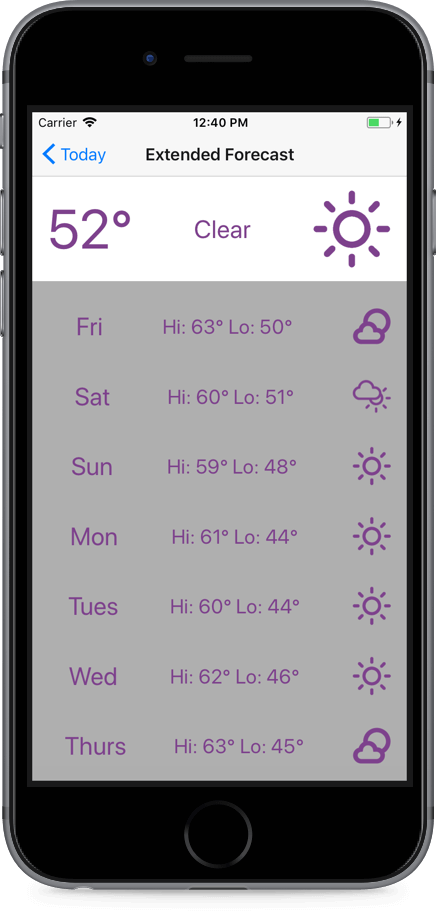 Carrier 12:40 PM
Today Extended Forecast
52° Clear
Fri Hi: 63° Lo: 50°
Sat Hi: 60° Lo: 51°
Sun Hi: 59° Lo: 48°
Mon Hi: 61° Lo: 44°
Tues Hi: 60° Lo: 44°
Wed Hi: 62° Lo: 46°
Thurs Hi: 63° Lo: 45°